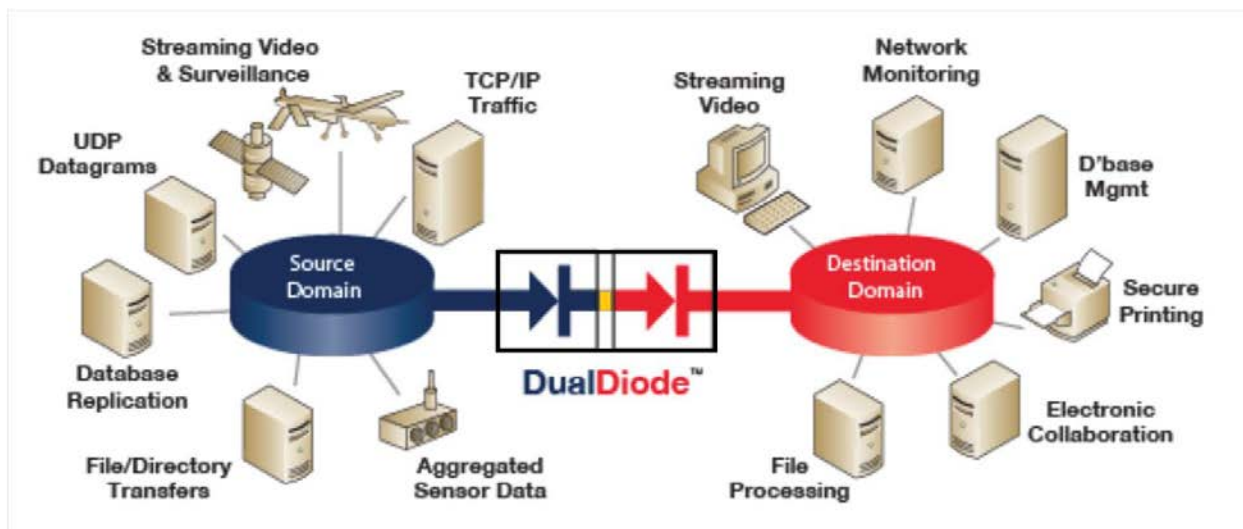 Streaming Video
& Surveillance
TCP/IP
Traffic
UDP
Datagrams
Source
Domain
Database
Replication
File/Directory
Transfers
Aggregated
Sensor Data
DualDiode™
Streaming
Video
Network
Monitoring
D'base
Mgmt
Destination
Domain
Secure
Printing
Electronic
Collaboration
File
Processing